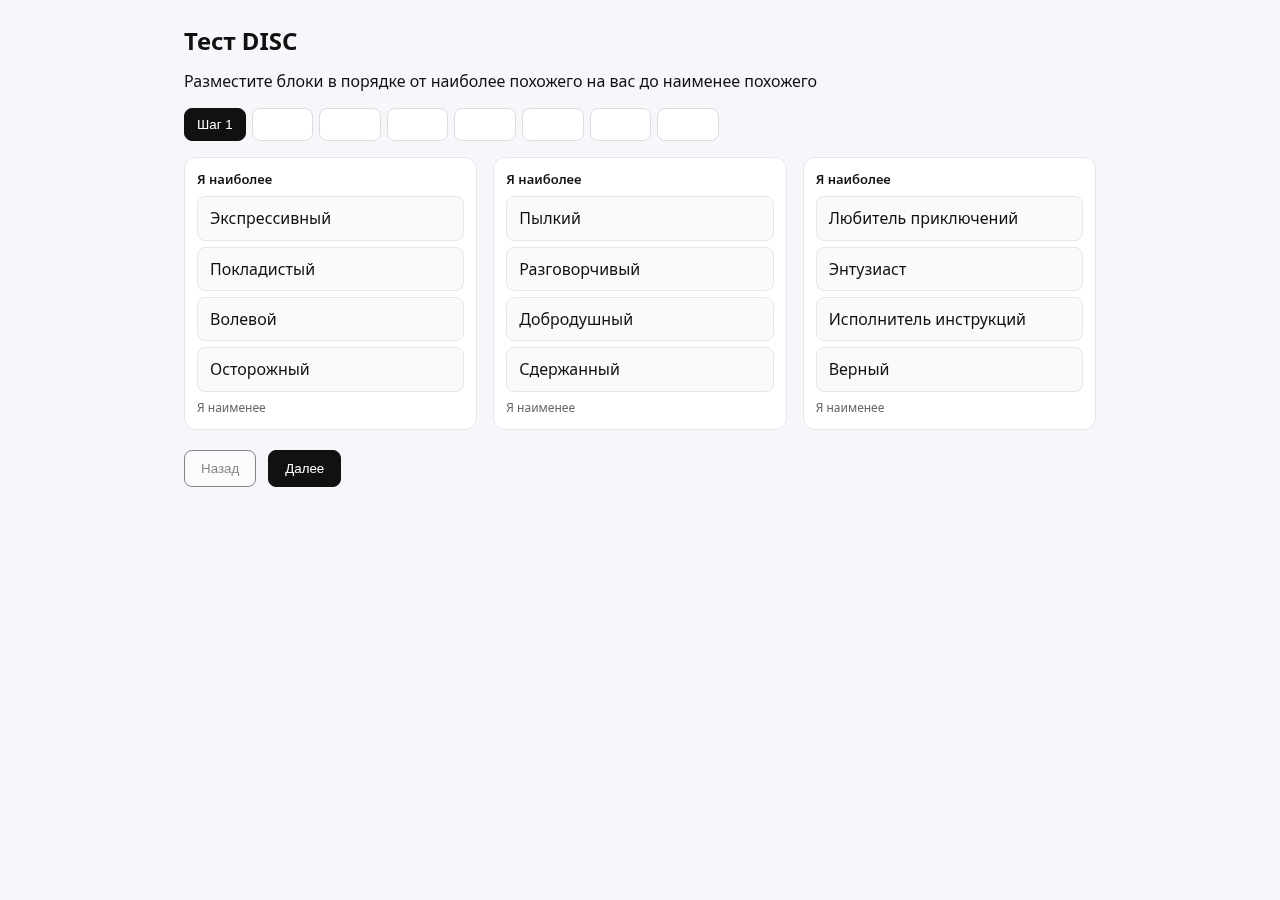 Тест DISC
Разместите блоки в порядке от наиболее похожего на вас до наименее похожего
Шаг 1
Я наиболее
Экспрессивный
Покладистый
Волевой
Осторожный
Я наименее
Я наиболее
Пылкий
Разговорчивый
Добродушный
Сдержанный
Я наименее
Я наиболее
Любитель приключений
Энтузиаст
Исполнитель инструкций
Верный
Я наименее
Назад
Далее